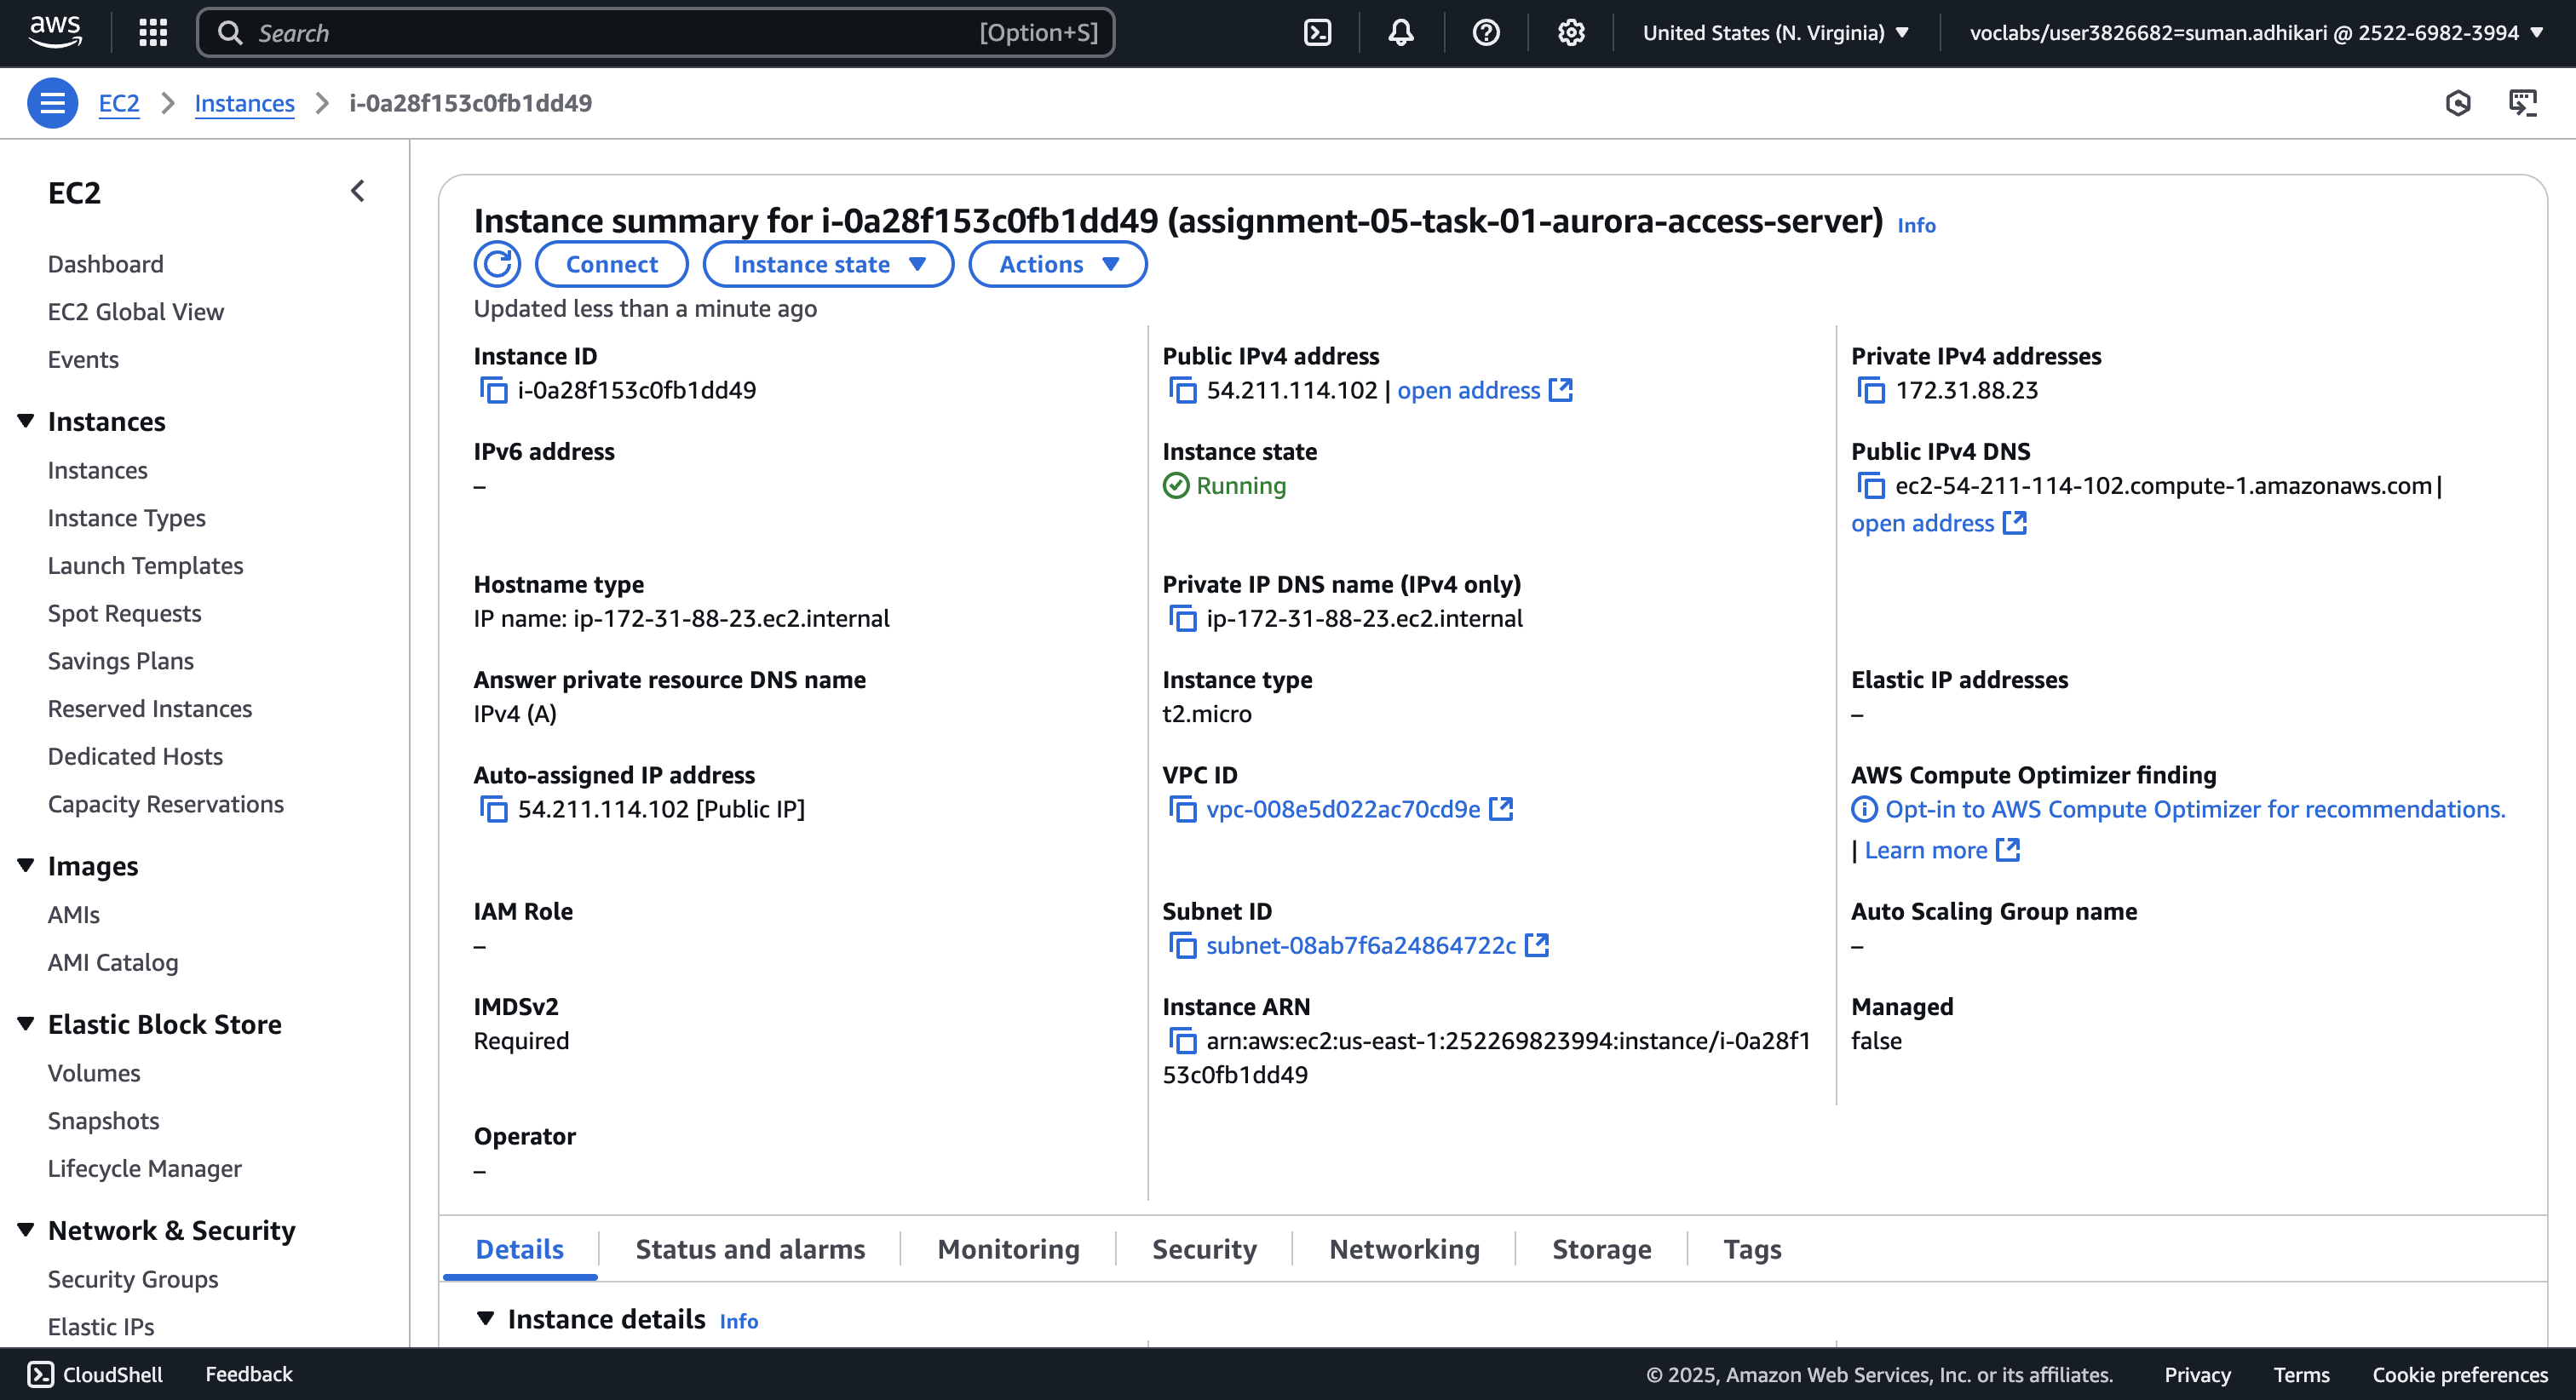 aws
Search [Option+S]
United States (N. Virginia)
voclabs/user3826682=suman.adhikari @ 2522-6982-3994
EC2
Instances
i-0a28f153c0fb1dd49
EC2
Dashboard
EC2 Global View
Events
Instances
Instances
Instance Types
Launch Templates
Spot Requests
Savings Plans
Reserved Instances
Dedicated Hosts
Capacity Reservations
Images
AMIs
AMI Catalog
Elastic Block Store
Volumes
Snapshots
Lifecycle Manager
Network & Security
Security Groups
Elastic IPs
Instance summary for i-0a28f153c0fb1dd49 (assignment-05-task-01-aurora-access-server) Info
Connect
Instance state
Actions
Updated less than a minute ago
Instance ID
i-0a28f153c0fb1dd49
Public IPv4 address
54.211.114.102 | open address
Private IPv4 addresses
172.31.88.23
IPv6 address
–
Instance state
Running
Public IPv4 DNS
ec2-54-211-114-102.compute-1.amazonaws.com |
open address
Hostname type
IP name: ip-172-31-88-23.ec2.internal
Private IP DNS name (IPv4 only)
ip-172-31-88-23.ec2.internal
Answer private resource DNS name
IPv4 (A)
Instance type
t2.micro
Elastic IP addresses
–
Auto-assigned IP address
54.211.114.102 [Public IP]
VPC ID
vpc-008e5d022ac70cd9e
AWS Compute Optimizer finding
Opt-in to AWS Compute Optimizer for recommendations.
| Learn more
IAM Role
–
Subnet ID
subnet-08ab7f6a24864722c
Auto Scaling Group name
–
IMDSv2
Required
Instance ARN
arn:aws:ec2:us-east-1:252269823994:instance/i-0a28f1
53c0fb1dd49
Managed
false
Operator
–
Details
Status and alarms
Monitoring
Security
Networking
Storage
Tags
Instance details Info
CloudShell
Feedback
© 2025, Amazon Web Services, Inc. or its affiliates.
Privacy
Terms
Cookie preferences